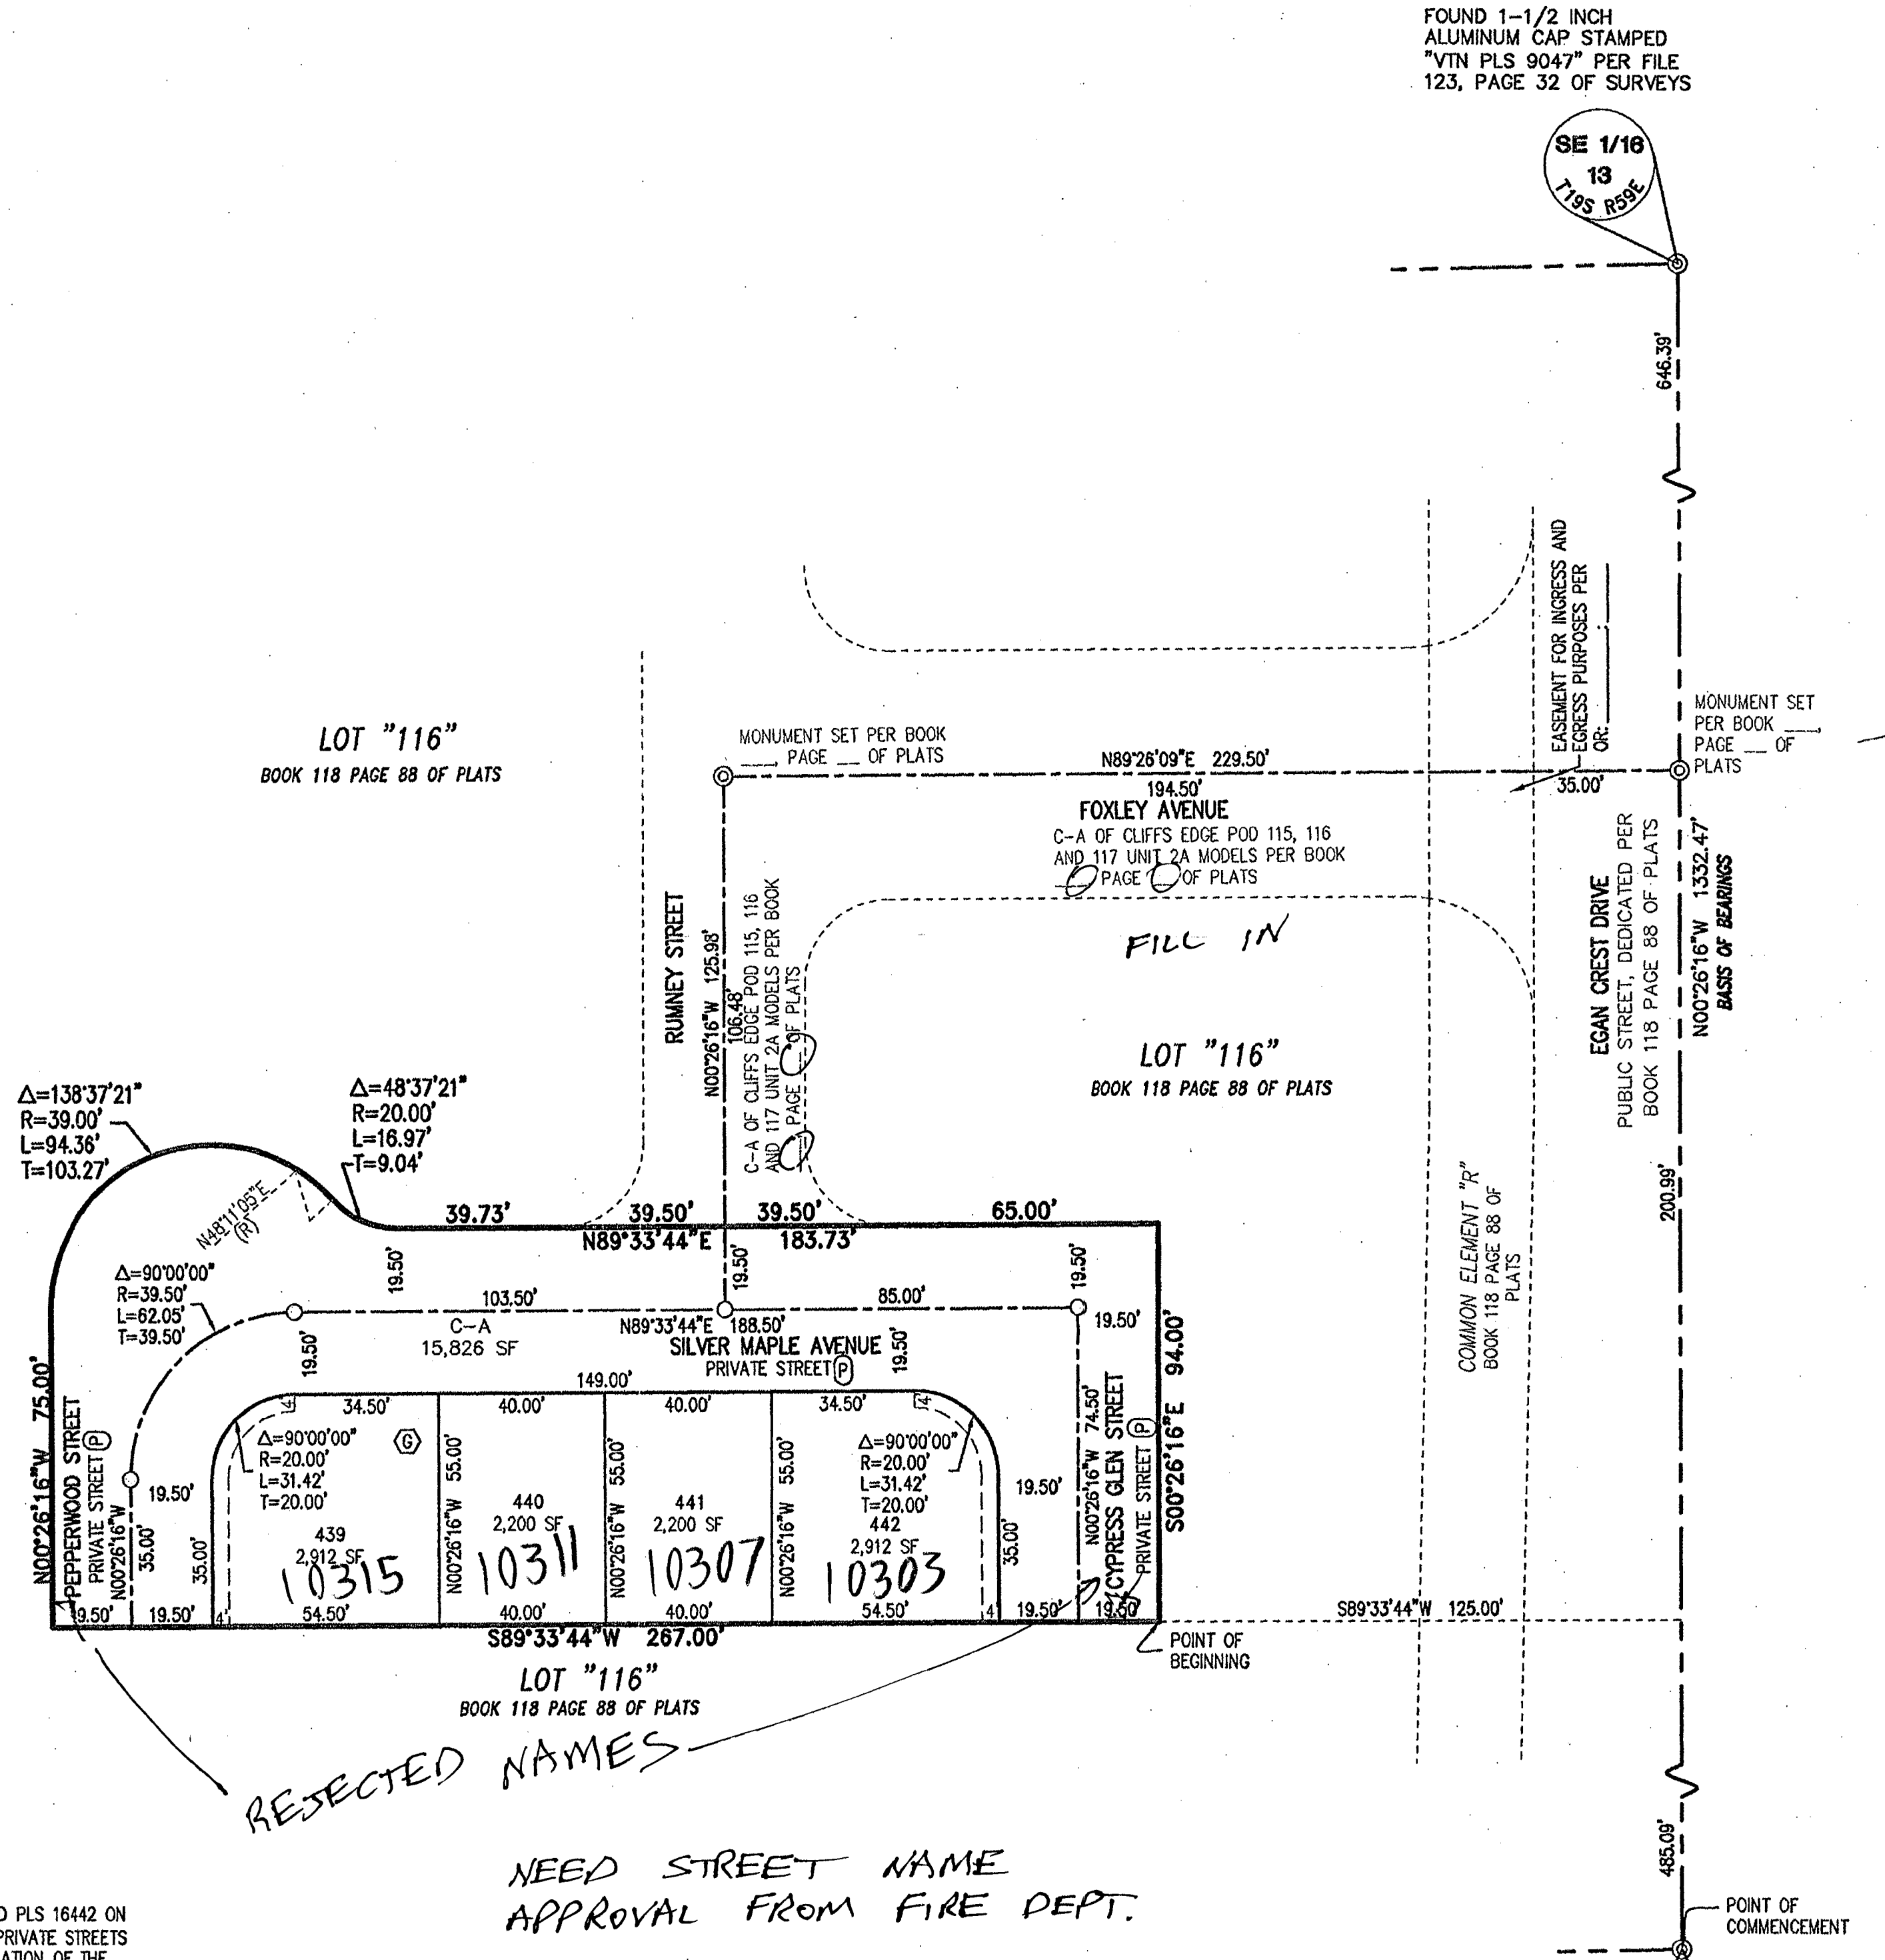 FOUND 1-1/2 INCH
ALUMINUM CAP STAMPED
"VTN PLS 9047" PER FILE
123, PAGE 32 OF SURVEYS
SE 1/16
13
T19S R59E
646.39'
EASEMENT FOR INGRESS AND
EGRESS PURPOSES PER
OR: ________
MONUMENT SET
PER BOOK ___,
PAGE __ OF
PLATS
LOT "116"
BOOK 118 PAGE 88 OF PLATS
MONUMENT SET PER BOOK
___, PAGE __ OF PLATS
N89°26'09"E 229.50'
194.50'
35.00'
FOXLEY AVENUE
C-A OF CLIFFS EDGE POD 115, 116
AND 117 UNIT 2A MODELS PER BOOK
__ PAGE __ OF PLATS
FILL IN
RUMNEY STREET
N00°26'16"W 125.98'
106.48'
C-A OF CLIFFS EDGE POD 115, 116
AND 117 UNIT 2A MODELS PER BOOK
__ PAGE __ OF PLATS
LOT "116"
BOOK 118 PAGE 88 OF PLATS
EGAN CREST DRIVE
PUBLIC STREET, DEDICATED PER
BOOK 118 PAGE 88 OF PLATS
N00°26'16"W 1332.47'
BASIS OF BEARINGS
200.99'
COMMON ELEMENT "R"
BOOK 118 PAGE 88 OF
PLATS
Δ=138°37'21"
R=39.00'
L=94.36'
T=103.27'
Δ=48°37'21"
R=20.00'
L=16.97'
T=9.04'
N48°11'05"E
(R)
39.73'
39.50'
39.50'
65.00'
N89°33'44"E 183.73'
19.50'
19.50'
19.50'
Δ=90°00'00"
R=39.50'
L=62.05'
T=39.50'
103.50'
85.00'
19.50'
C-A
15,826 SF
N89°33'44"E 188.50'
SILVER MAPLE AVENUE
PRIVATE STREET P
19.50'
19.50'
149.00'
N00°26'16"W 75.00'
PEPPERWOOD STREET
PRIVATE STREET P
N00°26'16"W
35.00'
19.50'
35.00'
4'
34.50'
40.00'
40.00'
34.50'
4'
Δ=90°00'00"
R=20.00'
L=31.42'
T=20.00'
G
439
2,912 SF
10315
N00°26'16"W 55.00'
440
2,200 SF
10311
N00°26'16"W 55.00'
441
2,200 SF
10307
N00°26'16"W 55.00'
Δ=90°00'00"
R=20.00'
L=31.42'
T=20.00'
442
2,912 SF
10303
19.50'
35.00'
N00°26'16"W 74.50'
CYPRESS GLEN STREET
PRIVATE STREET P
S00°26'16"E 94.00'
19.50'
19.50'
4'
54.50'
40.00'
40.00'
54.50'
4'
19.50'
19.50'
S89°33'44"W 267.00'
S89°33'44"W 125.00'
POINT OF
BEGINNING
LOT "116"
BOOK 118 PAGE 88 OF PLATS
REJECTED NAMES
NEED STREET NAME
APPROVAL FROM FIRE DEPT.
485.09'
POINT OF
COMMENCEMENT
PLS 16442 ON
PRIVATE STREETS
OF THE